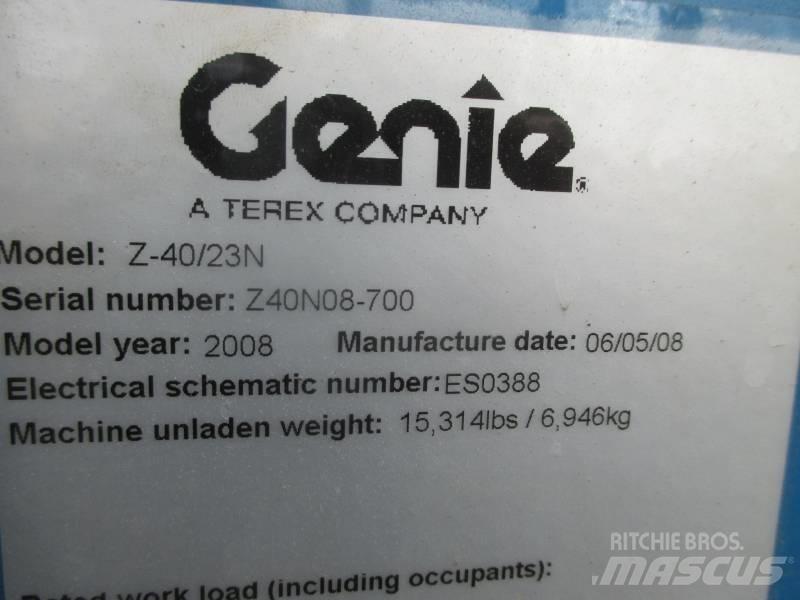 Genie
A TEREX COMPANY
Model: Z-40/23N
Serial number: Z40N08-700
Model year: 2008 Manufacture date: 06/05/08
Electrical schematic number: ES0388
Machine unladen weight: 15,314lbs / 6,946kg
Rated work load (including occupants):
RITCHIE BROS.
MASCUS